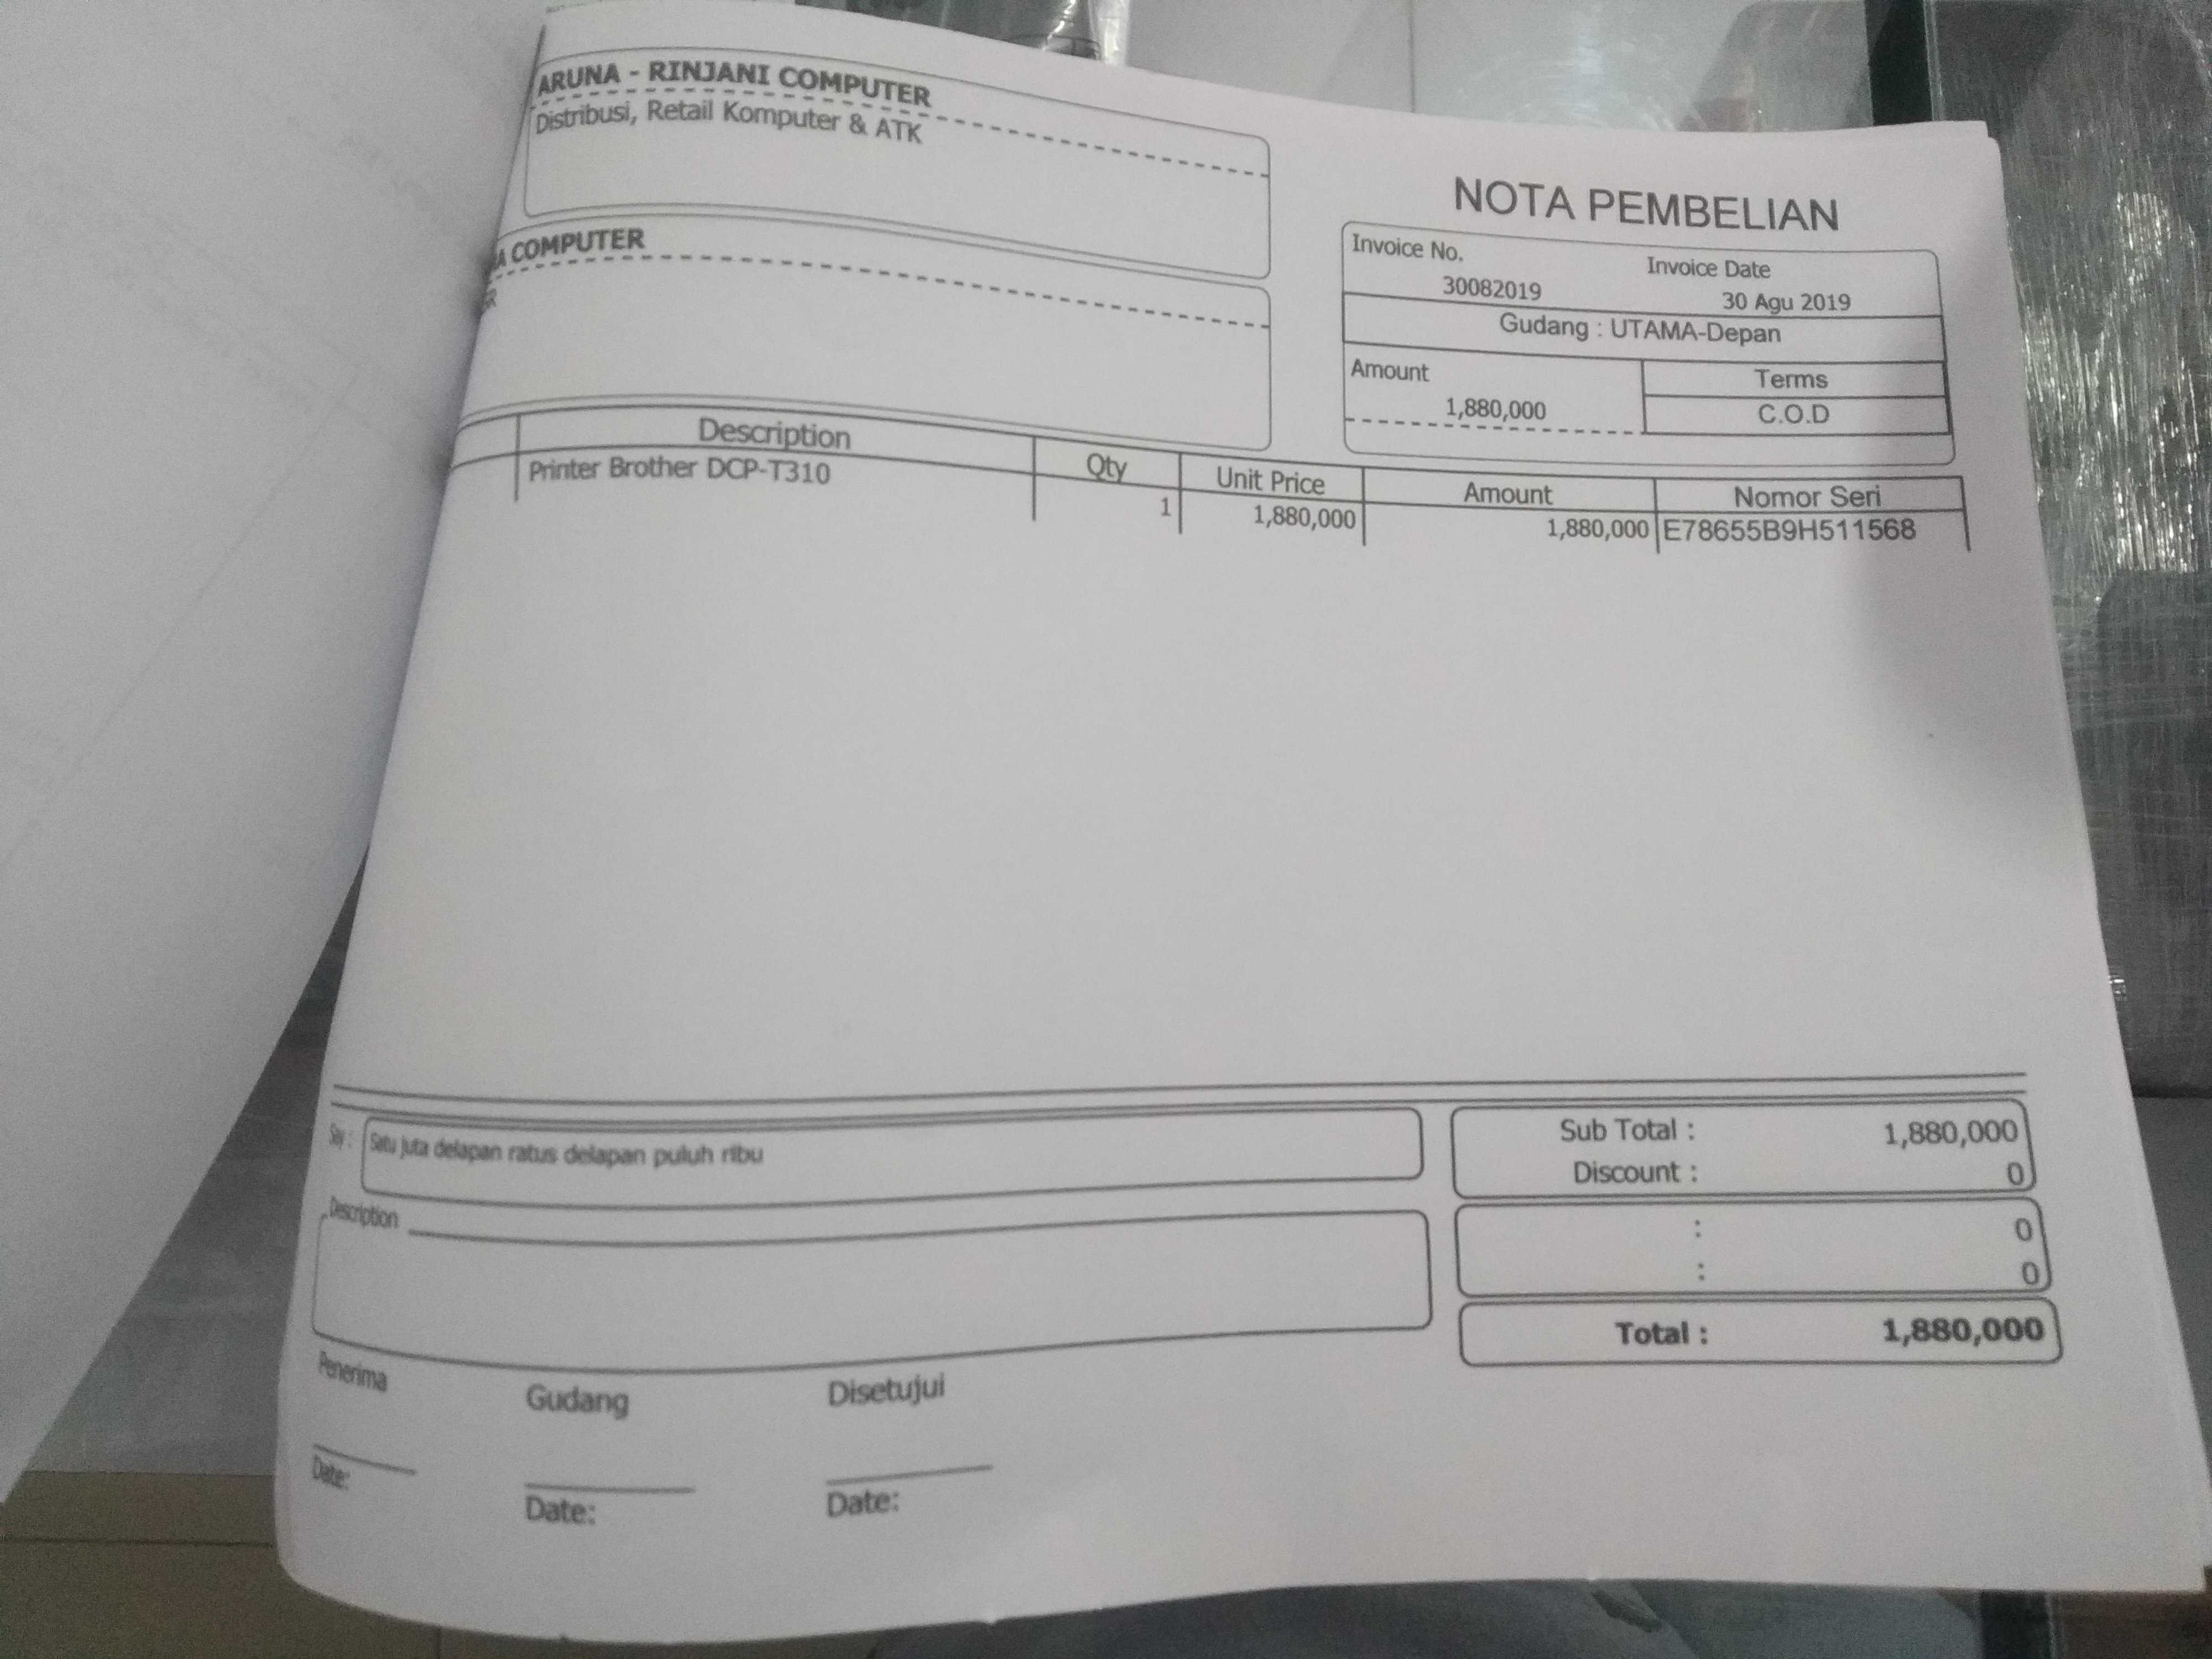 ARUNA - RINJANI COMPUTER
Distribusi, Retail Komputer & ATK
COMPUTER
NOTA PEMBELIAN
Invoice No. Invoice Date
30082019 30 Agu 2019
Gudang : UTAMA-Depan
Amount Terms
1,880,000 C.O.D
Description Qty Unit Price Amount Nomor Seri
Printer Brother DCP-T310 1 1,880,000 1,880,000 E78655B9H511568
Say : Satu juta delapan ratus delapan puluh ribu
Sub Total : 1,880,000
Discount : 0
Description
: 0
: 0
Total : 1,880,000
Penerima Gudang Disetujui
Date: Date: Date: